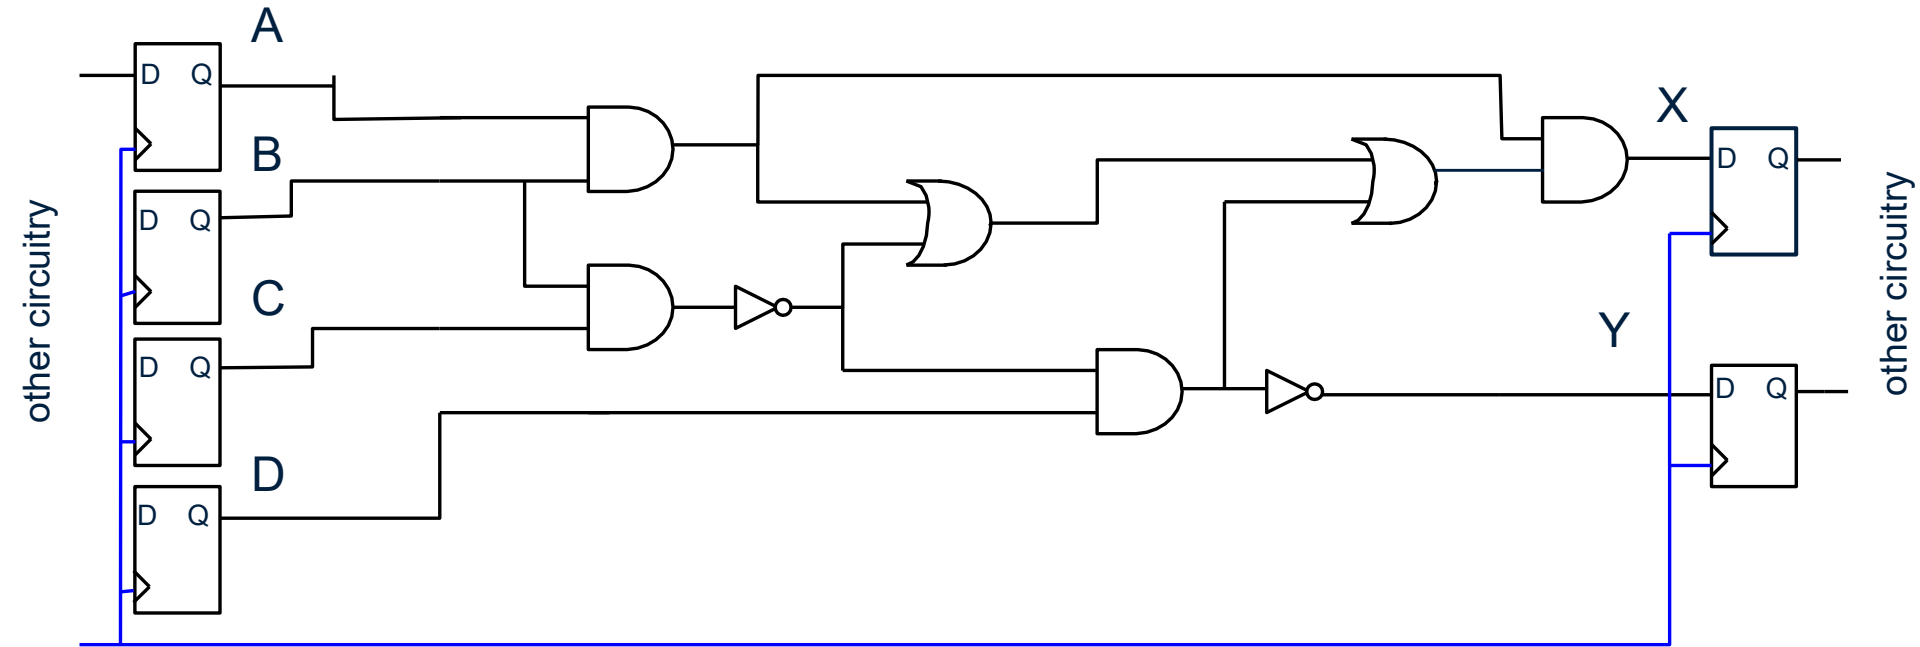 other circuitry
A
D Q
B
D Q
C
D Q
D
D Q
X
D Q
Y
D Q
other circuitry